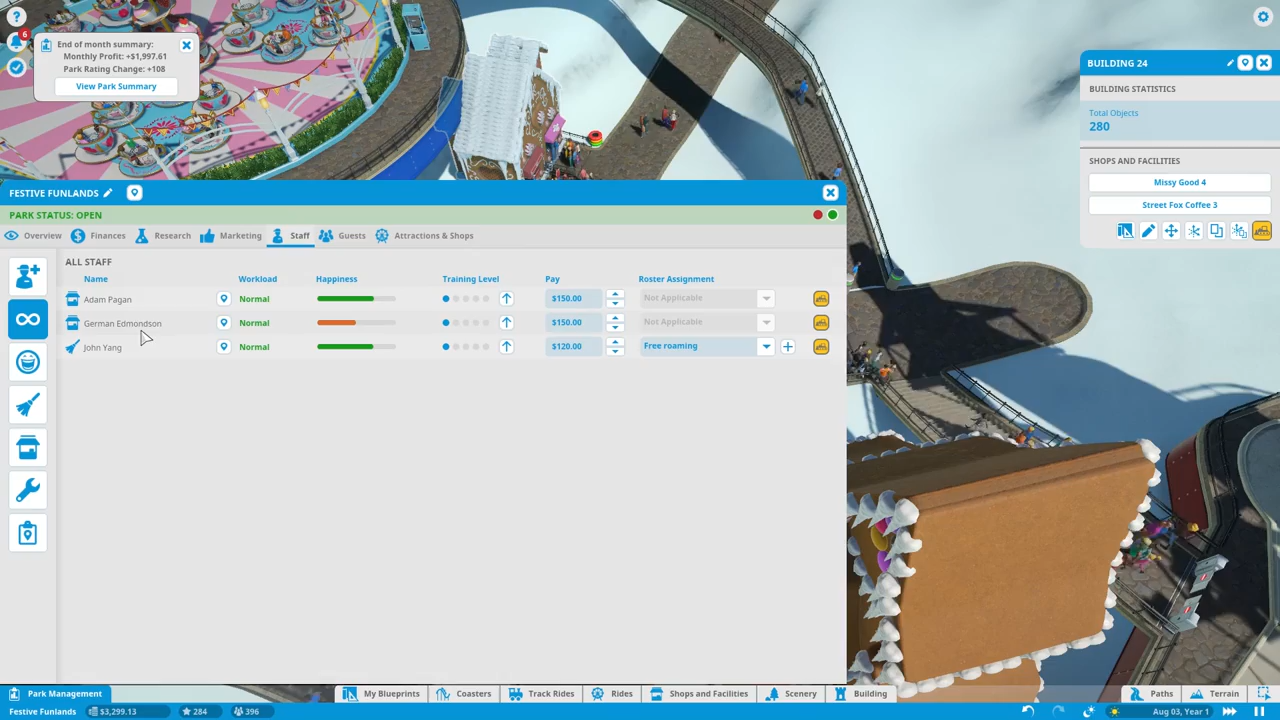 ?
6
End of month summary:
Monthly Profit: +$1,997.61
Park Rating Change: +108
View Park Summary
BUILDING 24
BUILDING STATISTICS
Total Objects
280
SHOPS AND FACILITIES
Missy Good 4
Street Fox Coffee 3
FESTIVE FUNLANDS
PARK STATUS: OPEN
Overview Finances Research Marketing Staff Guests Attractions & Shops
ALL STAFF
Name Workload Happiness Training Level Pay Roster Assignment
Adam Pagan Normal $150.00 Not Applicable
German Edmondson Normal $150.00 Not Applicable
John Yang Normal $120.00 Free roaming
Park Management My Blueprints Coasters Track Rides Rides Shops and Facilities Scenery Building Paths Terrain
Festive Funlands $3,299.13 284 396 Aug 03, Year 1